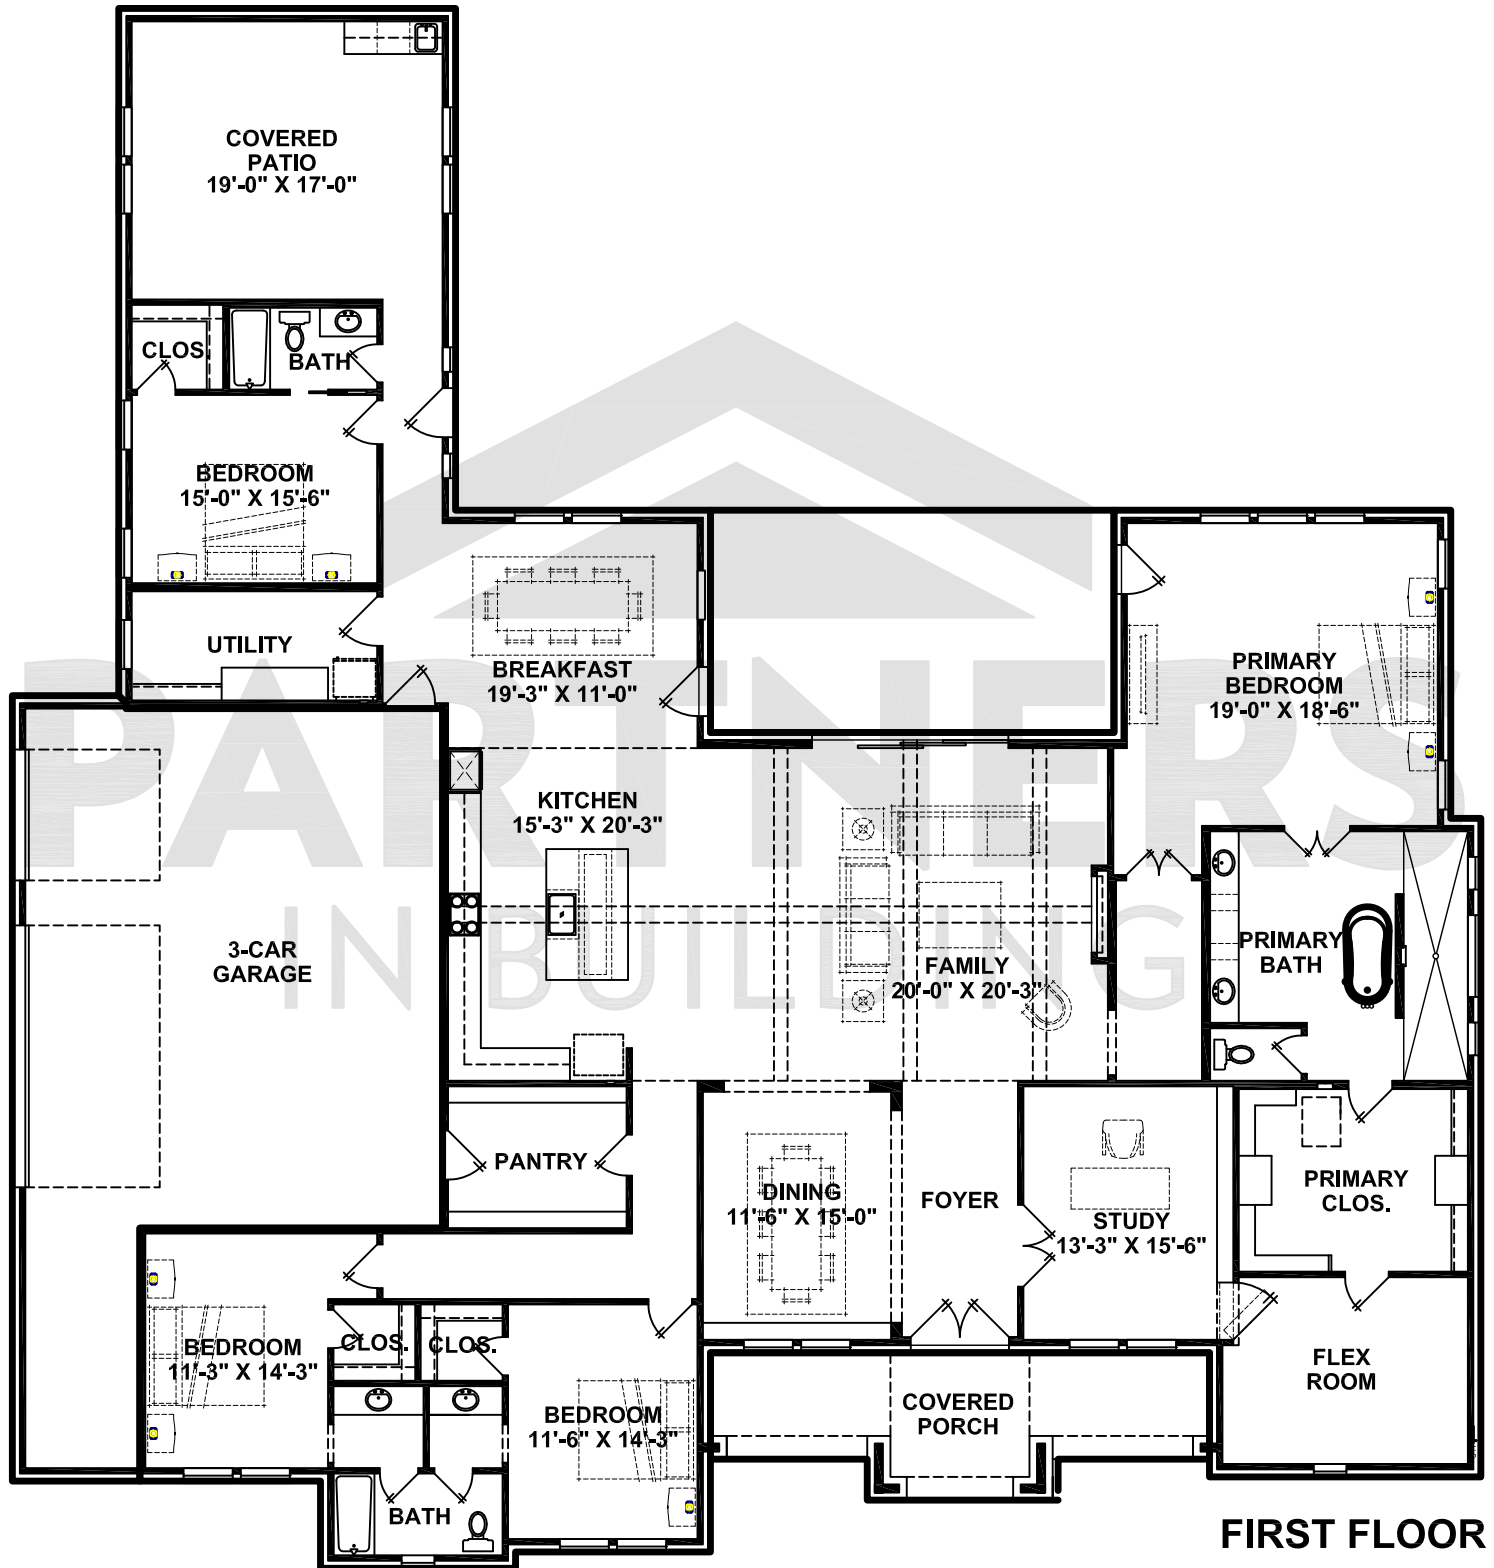 COVERED
PATIO
19'-0" X 17'-0"
CLOS
BATH
BEDROOM
15'-0" X 15'-6"
UTILITY
BREAKFAST
19'-3" X 11'-0"
PRIMARY
BEDROOM
19'-0" X 18'-6"
KITCHEN
15'-3" X 20'-3"
PARTNERS
IN BUILDING
3-CAR
GARAGE
FAMILY
20'-0" X 20'-3"
PRIMARY
BATH
PANTRY
DINING
11'-6" X 15'-0"
FOYER
STUDY
13'-3" X 15'-6"
PRIMARY
CLOS.
BEDROOM
11'-3" X 14'-3"
CLOS.
CLOS.
FLEX
ROOM
BEDROOM
11'-6" X 14'-3"
COVERED
PORCH
BATH
FIRST FLOOR